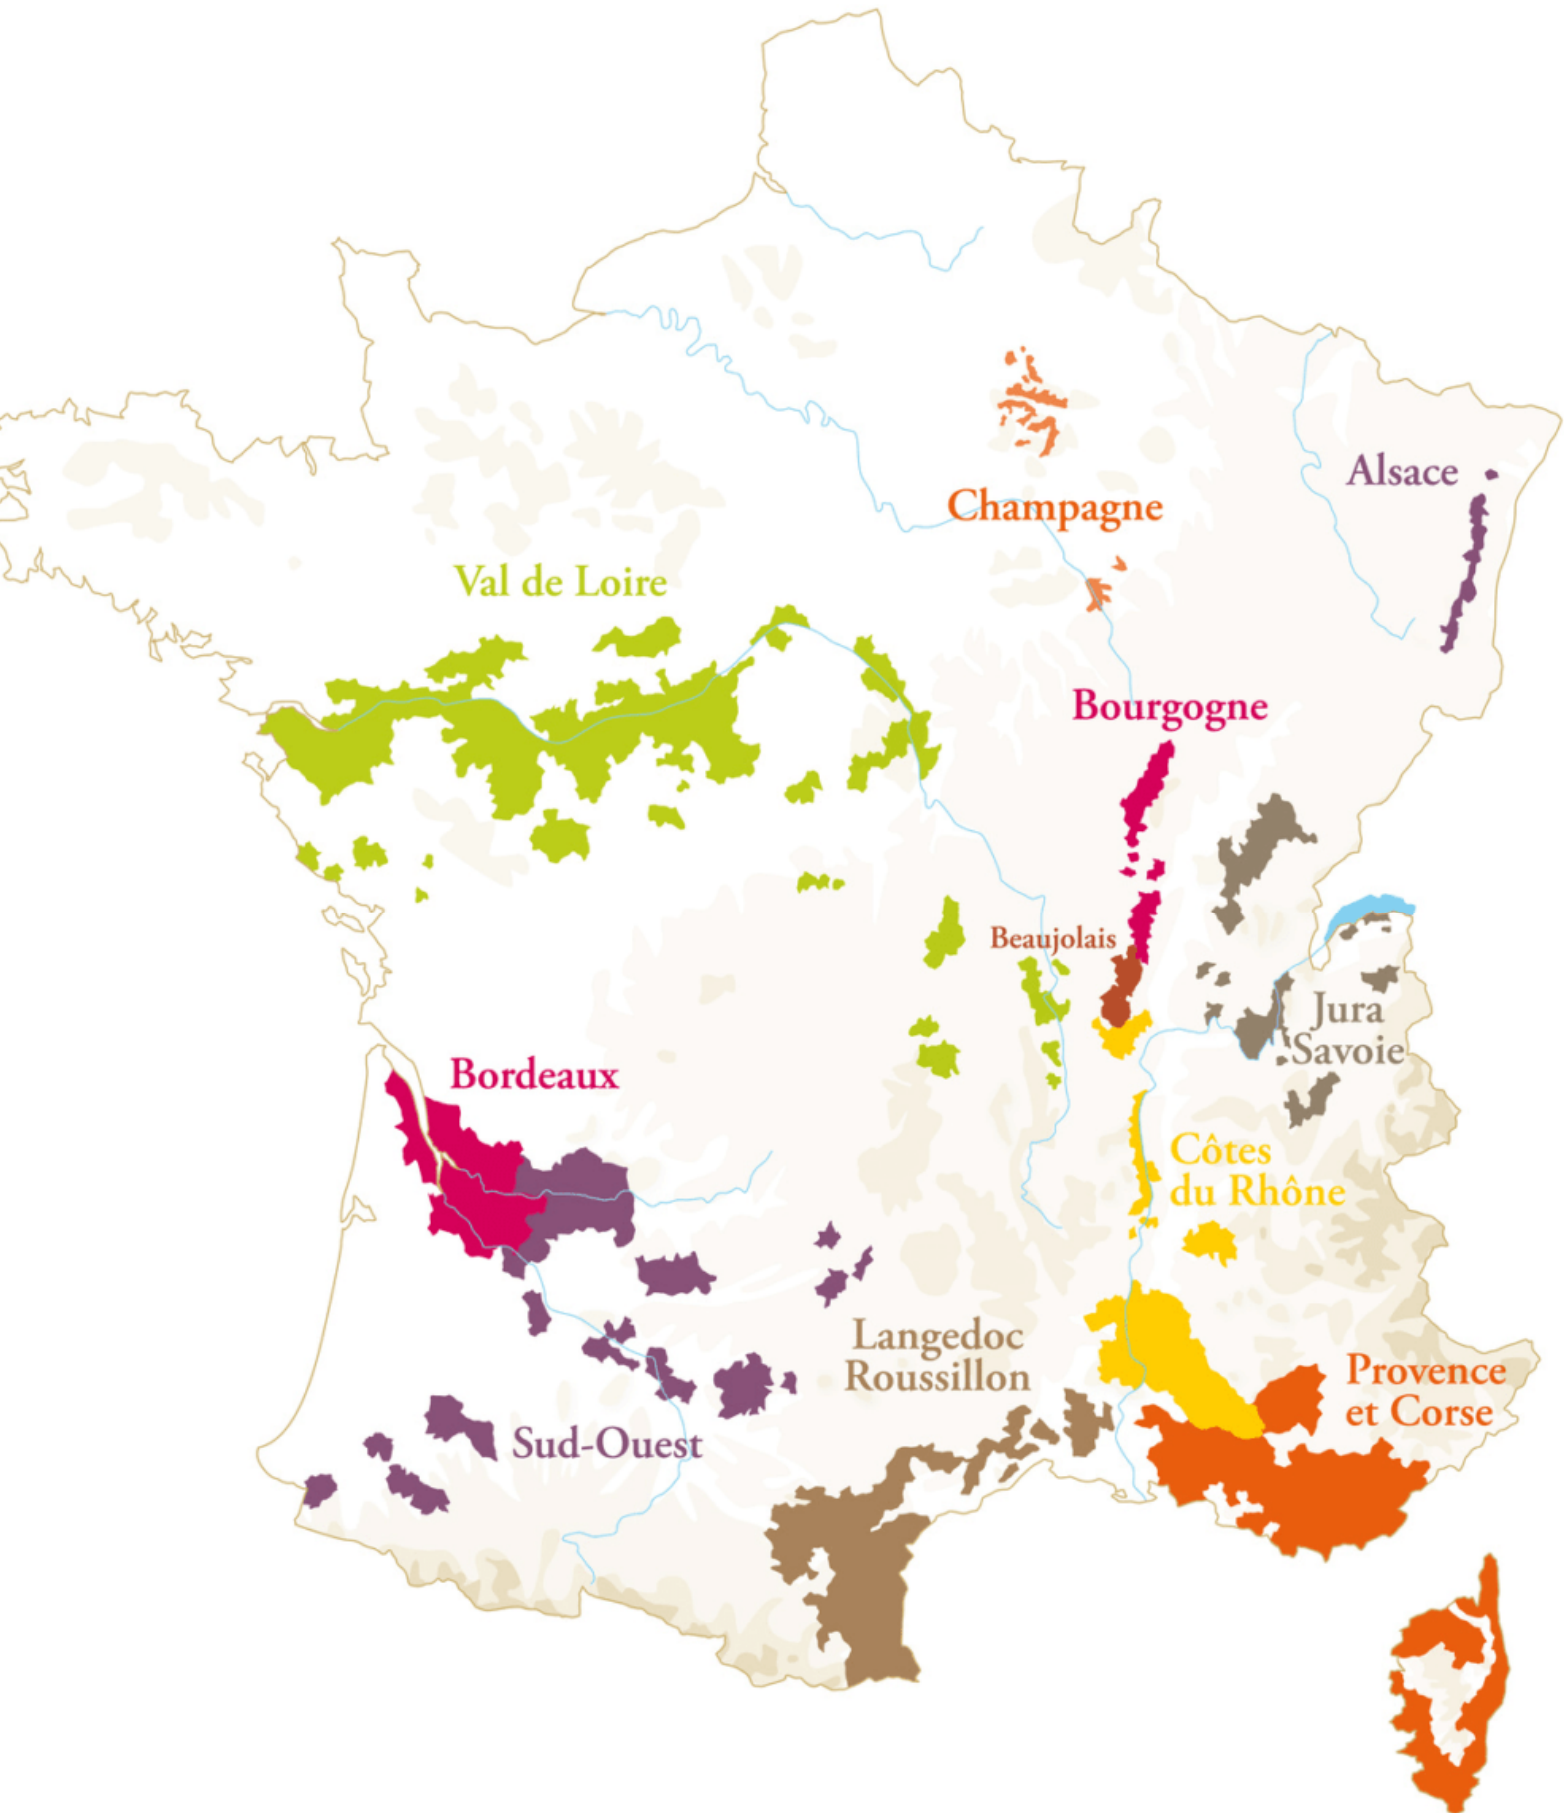 Alsace
Champagne
Val de Loire
Bourgogne
Beaujolais
Jura
Savoie
Bordeaux
Côtes
du Rhône
Langedoc
Roussillon
Provence
et Corse
Sud-Ouest